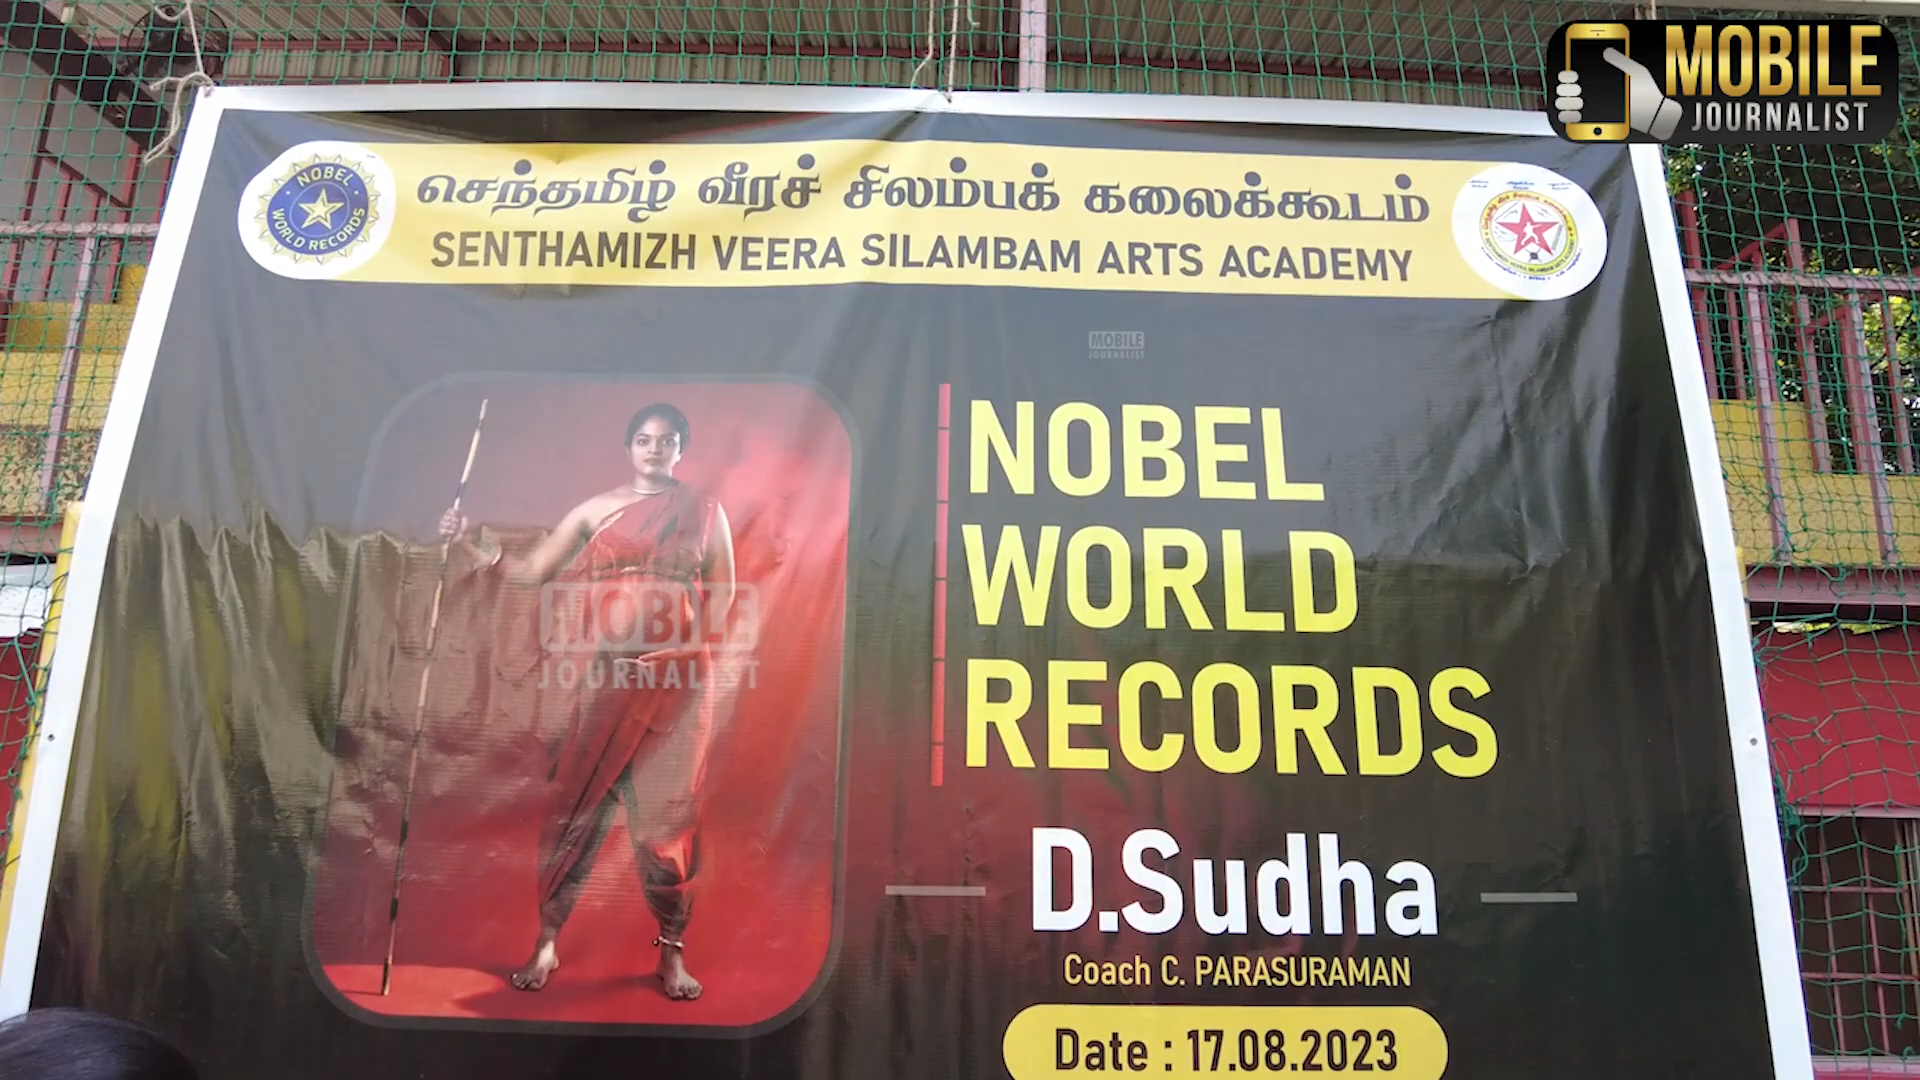 MOBILE
JOURNALIST
NOBEL
WORLD RECORDS
செந்தமிழ் வீரச் சிலம்பக் கலைக்கூடம்
SENTHAMIZH VEERA SILAMBAM ARTS ACADEMY
MOBILE
JOURNALIST
NOBEL
WORLD
RECORDS
MOBILE
JOURNALIST
D.Sudha
Coach C. PARASURAMAN
Date : 17.08.2023